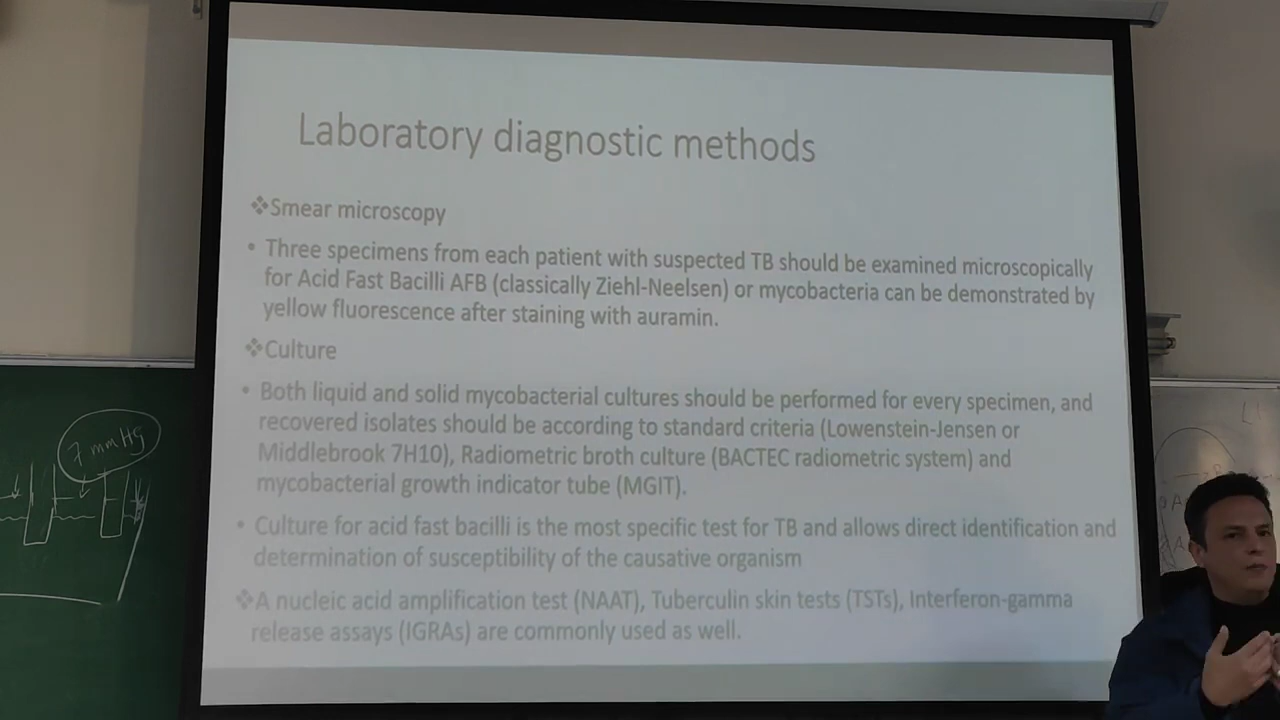 Laboratory diagnostic methods
❖Smear microscopy
• Three specimens from each patient with suspected TB should be examined microscopically
for Acid Fast Bacilli AFB (classically Ziehl-Neelsen) or mycobacteria can be demonstrated by
yellow fluorescence after staining with auramin.
❖Culture
• Both liquid and solid mycobacterial cultures should be performed for every specimen, and
recovered isolates should be according to standard criteria (Lowenstein-Jensen or
Middlebrook 7H10), Radiometric broth culture (BACTEC radiometric system) and
mycobacterial growth indicator tube (MGIT).
• Culture for acid fast bacilli is the most specific test for TB and allows direct identification and
determination of susceptibility of the causative organism
❖A nucleic acid amplification test (NAAT), Tuberculin skin tests (TSTs), Interferon-gamma
release assays (IGRAs) are commonly used as well.
7 mmHg